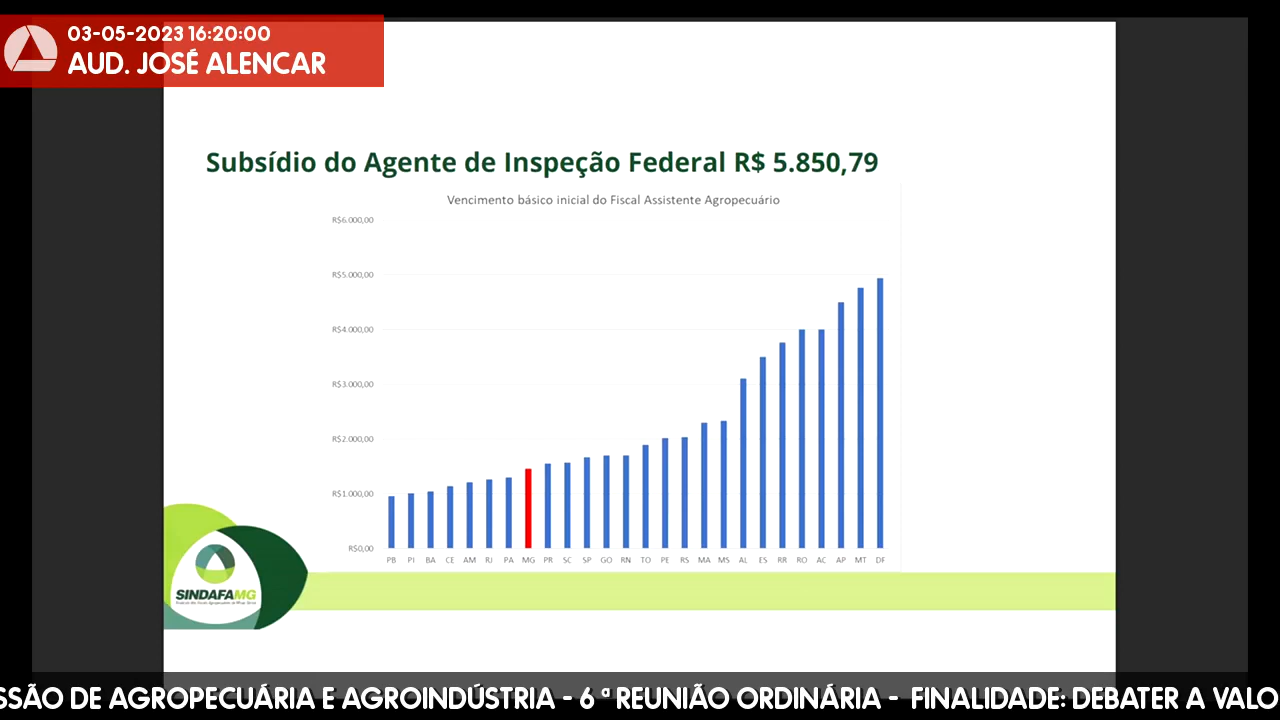 03-05-2023 16:20:00
AUD. JOSÉ ALENCAR
Subsídio do Agente de Inspeção Federal R$ 5.850,79
Vencimento básico inicial do Fiscal Assistente Agropecuário
R$6.000,00
R$5.000,00
R$4.000,00
R$3.000,00
R$2.000,00
R$1.000,00
R$0,00
PB PI BA CE AM RJ PA MG PR SC SP GO RN TO PE RS MA MS AL ES RR RO AC AP MT DF
SINDAFAMG
SSÃO DE AGROPECUÁRIA E AGROINDÚSTRIA - 6 ª REUNIÃO ORDINÁRIA - FINALIDADE: DEBATER A VALO